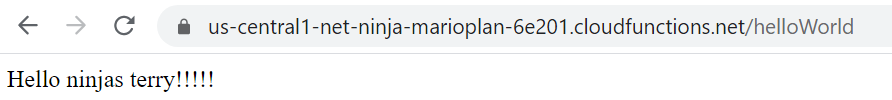 us-central1-net-ninja-marioplan-6e201.cloudfunctions.net/helloWorld
Hello ninjas terry!!!!!